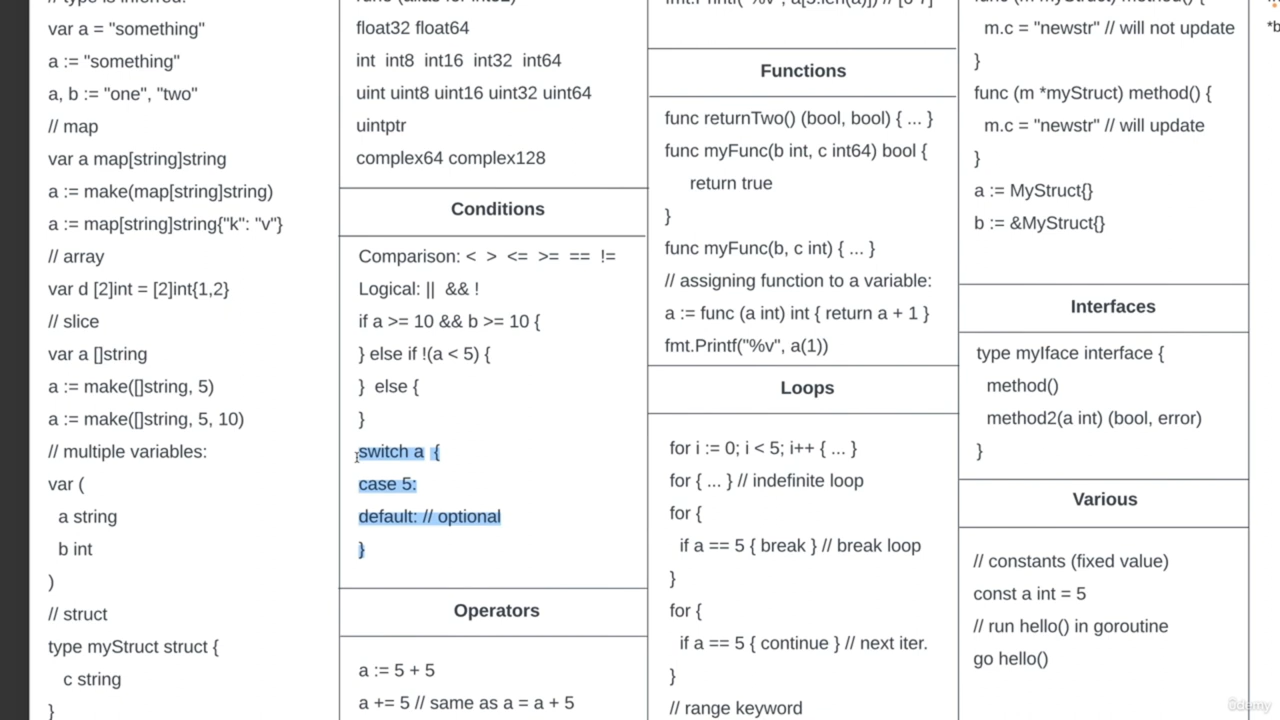 // type is inferred:
var a = "something"
a := "something"
a, b := "one", "two"
// map
var a map[string]string
a := make(map[string]string)
a := map[string]string{"k": "v"}
// array
var d [2]int = [2]int{1,2}
// slice
var a []string
a := make([]string, 5)
a := make([]string, 5, 10)
// multiple variables:
var (
a string
b int
)
// struct
type myStruct struct {
c string
}
float32 float64
int int8 int16 int32 int64
uint uint8 uint16 uint32 uint64
uintptr
complex64 complex128
Conditions
Comparison: < > <= >= == !=
Logical: || && !
if a >= 10 && b >= 10 {
} else if !(a < 5) {
} else {
}
switch a {
case 5:
default: // optional
}
Operators
a := 5 + 5
a += 5 // same as a = a + 5
Functions
func returnTwo() (bool, bool) { ... }
func myFunc(b int, c int64) bool {
return true
}
func myFunc(b, c int) { ... }
// assigning function to a variable:
a := func (a int) int { return a + 1 }
fmt.Printf("%v", a(1))
Loops
for i := 0; i < 5; i++ { ... }
for { ... } // indefinite loop
for {
if a == 5 { break } // break loop
}
for {
if a == 5 { continue } // next iter.
}
// range keyword
m.c = "newstr" // will not update
}
func (m *myStruct) method() {
m.c = "newstr" // will update
}
a := MyStruct{}
b := &MyStruct{}
Interfaces
type myIface interface {
method()
method2(a int) (bool, error)
}
Various
// constants (fixed value)
const a int = 5
// run hello() in goroutine
go hello()
*b
ûdemy